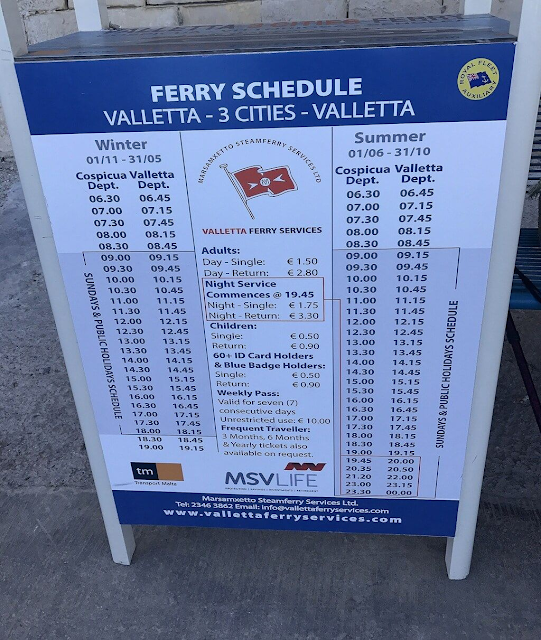 ROYAL FLEET AUXILIARY
FERRY SCHEDULE
VALLETTA - 3 CITIES - VALLETTA
Winter
01/11 - 31/05
Cospicua Valletta
Dept. Dept.
06.30 06.45
07.00 07.15
07.30 07.45
08.00 08.15
08.30 08.45
09.00 09.15
09.30 09.45
10.00 10.15
10.30 10.45
11.00 11.15
11.30 11.45
12.00 12.15
12.30 12.45
13.00 13.15
13.30 13.45
14.00 14.15
14.30 14.45
15.00 15.15
15.30 15.45
16.00 16.15
16.30 16.45
17.00 17.15
17.30 17.45
18.00 18.15
18.30 18.45
19.00 19.15
SUNDAYS & PUBLIC HOLIDAYS SCHEDULE
MARSAMXETTO STEAMFERRY SERVICES LTD
VALLETTA FERRY SERVICES
Adults:
Day - Single: € 1.50
Day - Return: € 2.80
Night Service
Commences @ 19.45
Night - Single: € 1.75
Night - Return: € 3.30
Children:
Single: € 0.50
Return: € 0.90
60+ ID Card Holders
& Blue Badge Holders:
Single: € 0.50
Return: € 0.90
Weekly Pass:
Valid for seven (7)
consecutive days
Unrestricted use: € 10.00
Frequent Traveller:
3 Months, 6 Months
& Yearly tickets also
available on request.
Summer
01/06 - 31/10
Cospicua Valletta
Dept. Dept.
06.30 06.45
07.00 07.15
07.30 07.45
08.00 08.15
08.30 08.45
09.00 09.15
09.30 09.45
10.00 10.15
10.30 10.45
11.00 11.15
11.30 11.45
12.00 12.15
12.30 12.45
13.00 13.15
13.30 13.45
14.00 14.15
14.30 14.45
15.00 15.15
15.30 15.45
16.00 16.15
16.30 16.45
17.00 17.15
17.30 17.45
18.00 18.15
18.30 18.45
19.00 19.15
19.45 20.00
20.35 20.50
21.20 22.00
23.00 23.15
23.30 00.00
SUNDAYS & PUBLIC HOLIDAYS SCHEDULE
tm
Transport Malta
MSVLIFE
Marsamxetto Steamferry Services Ltd.
Tel: 2346 3862 Email: info@vallettaferryservices.com
www.vallettaferryservices.com